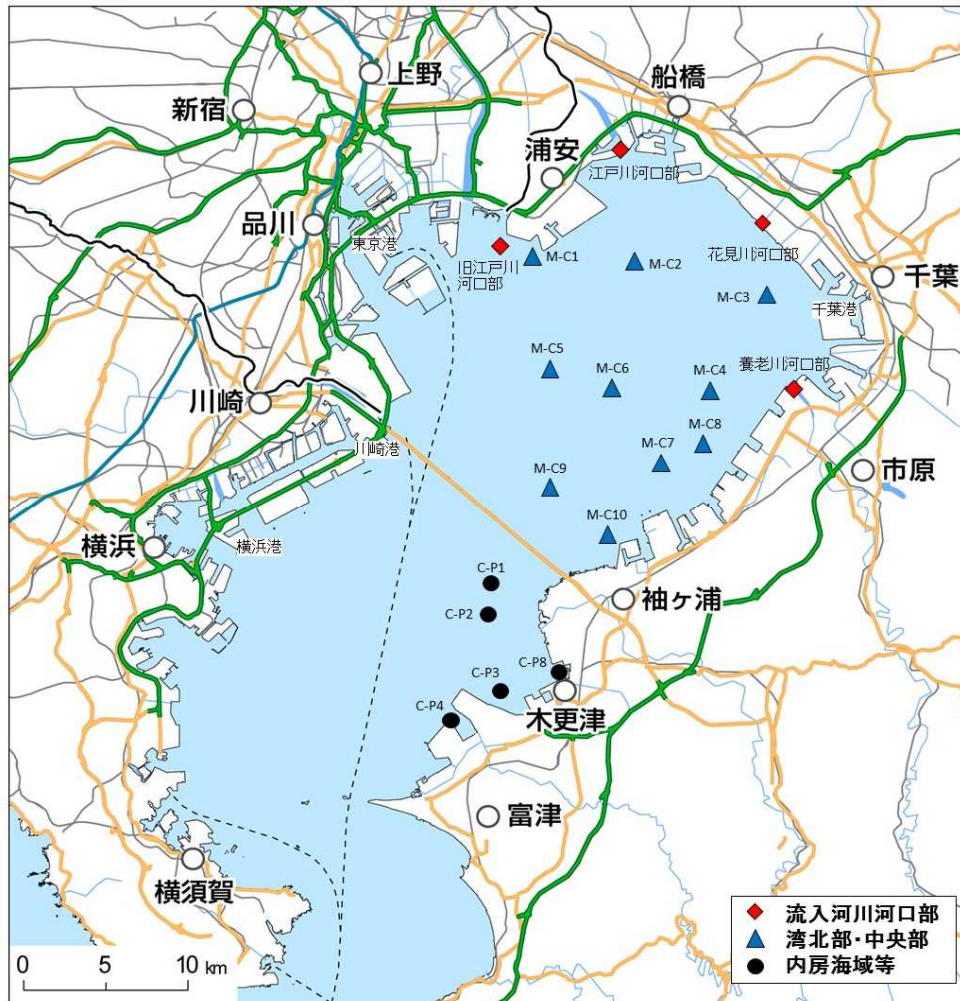 上野
船橋
新宿
浦安
江戸川河口部
品川
東京港
旧江戸川
河口部
M-C1
M-C2
花見川河口部
千葉
M-C3
千葉港
M-C5
M-C6
M-C4
養老川河口部
川崎
川崎港
M-C8
M-C7
市原
M-C9
M-C10
横浜
横浜港
C-P1
C-P2
袖ヶ浦
C-P8
C-P3
C-P4
木更津
富津
横須賀
流入河川河口部
湾北部・中央部
内房海域等
0 5 10 km